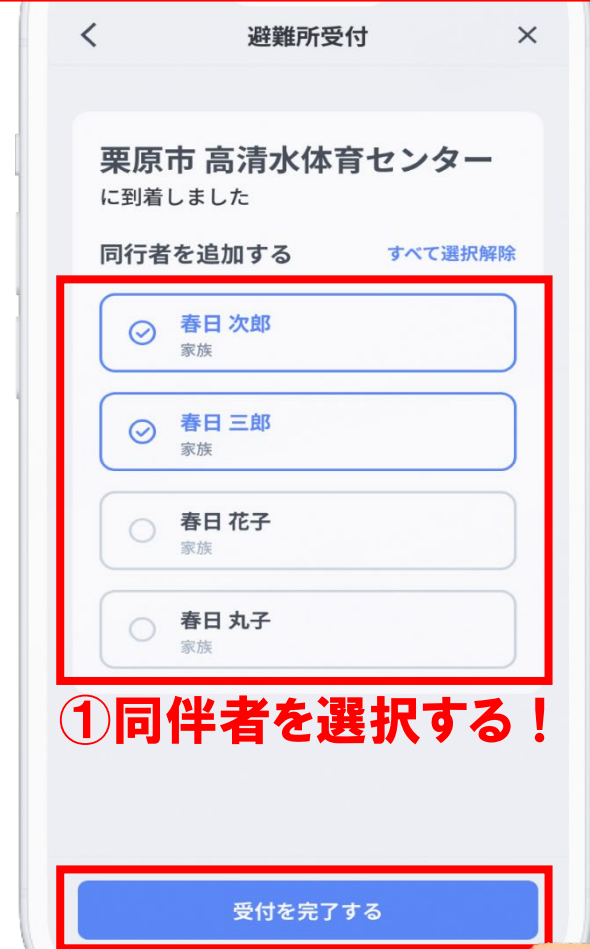 避難所受付
栗原市 高清水体育センター
に到着しました
同行者を追加する
すべて選択解除
春日 次郎
家族
春日 三郎
家族
春日 花子
家族
春日 丸子
家族
①同伴者を選択する！
受付を完了する